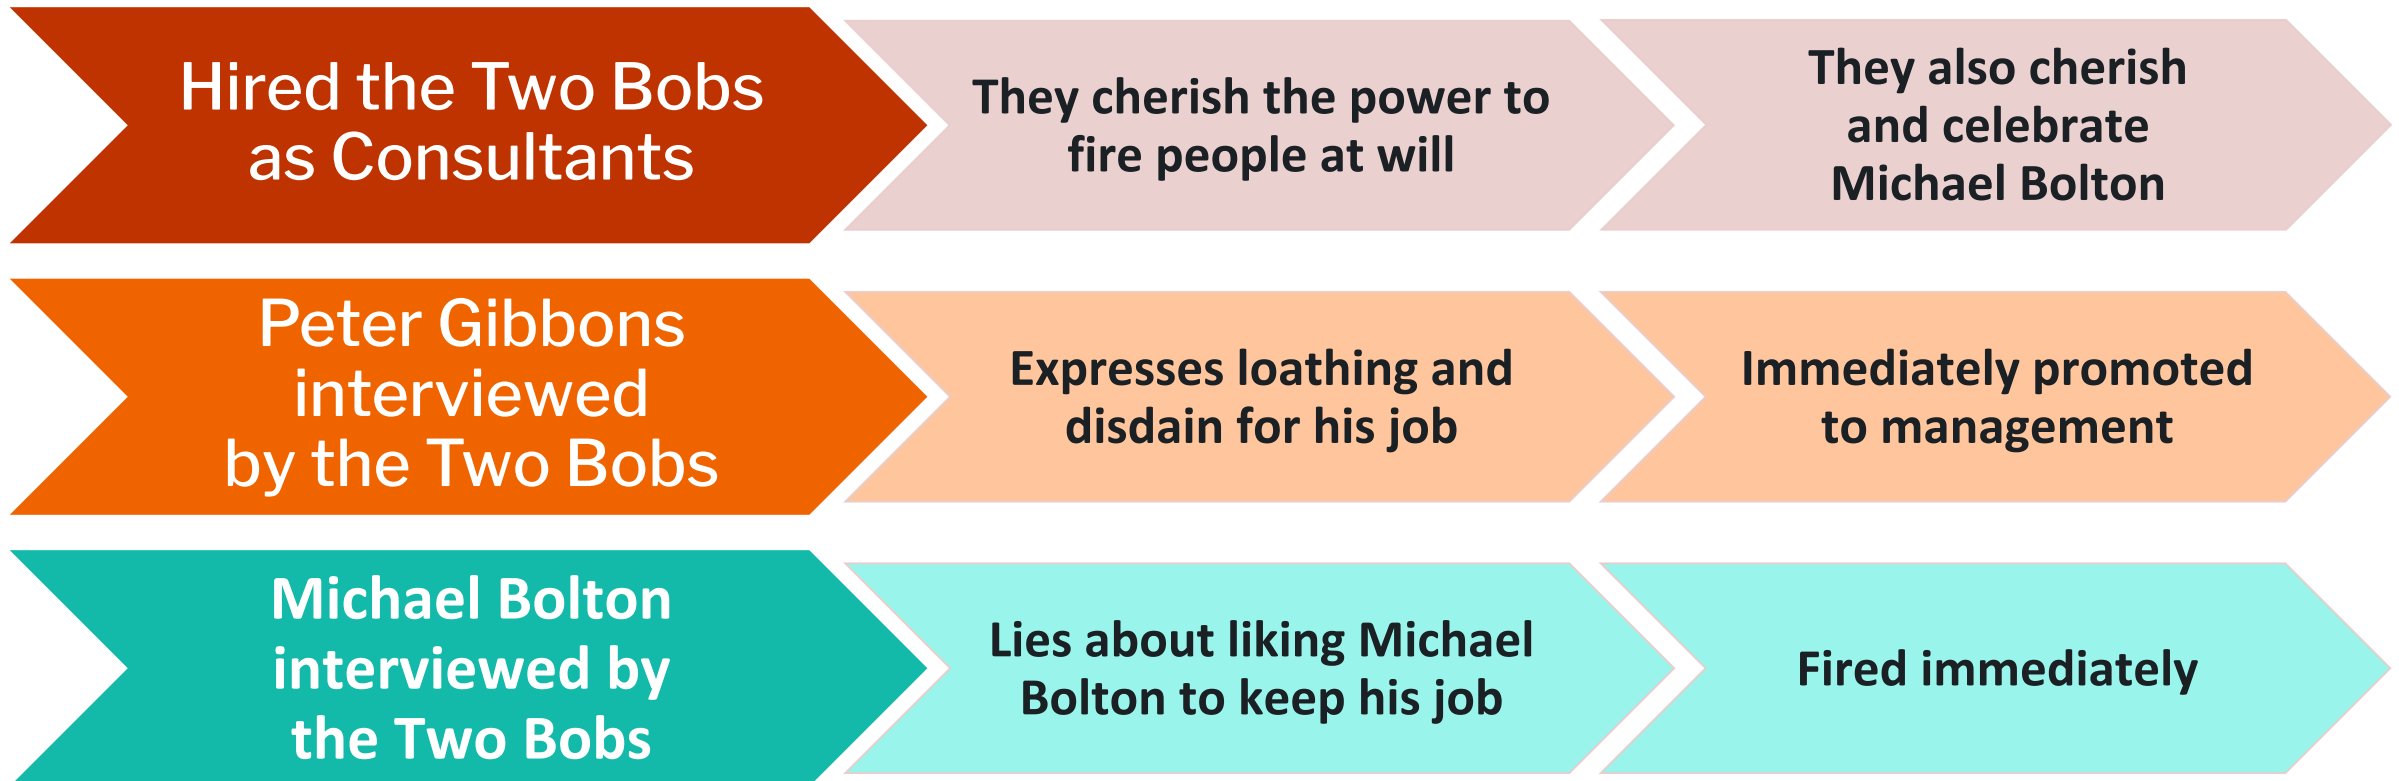 Hired the Two Bobs
as Consultants
They cherish the power to
fire people at will
They also cherish
and celebrate
Michael Bolton
Peter Gibbons
interviewed
by the Two Bobs
Expresses loathing and
disdain for his job
Immediately promoted
to management
Michael Bolton
interviewed by
the Two Bobs
Lies about liking Michael
Bolton to keep his job
Fired immediately